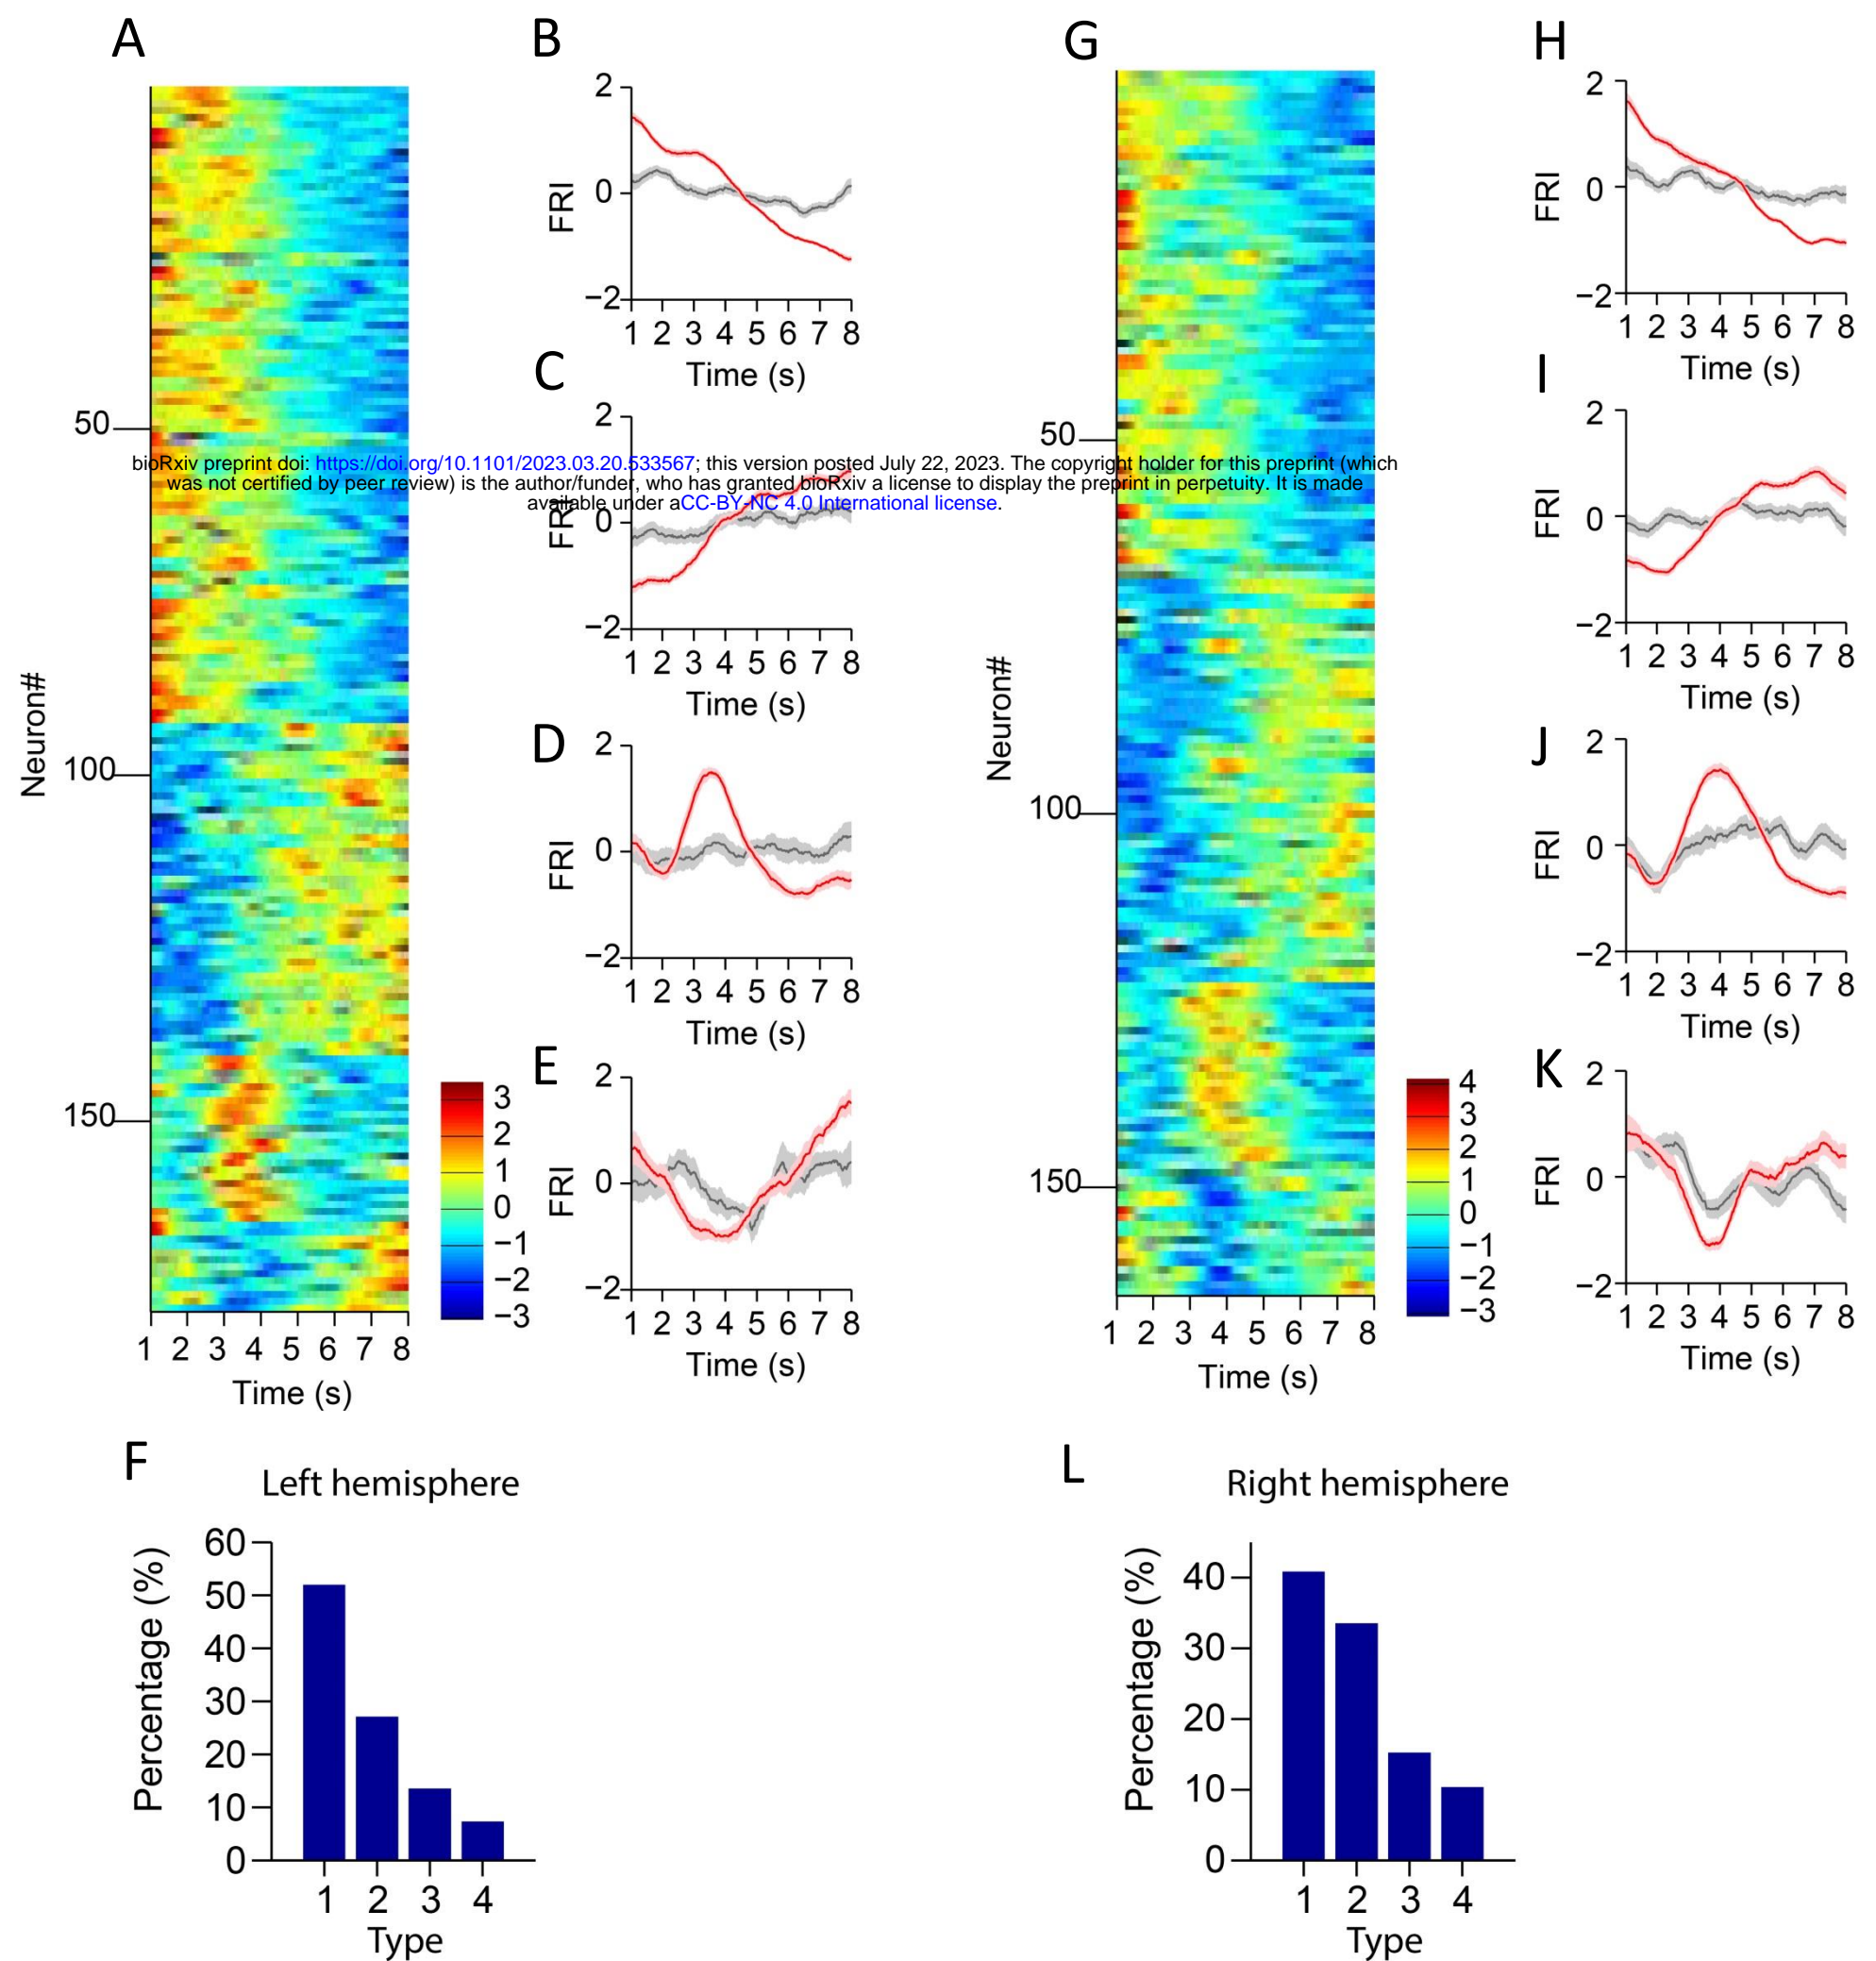 A
50
100
150
Neuron#
1 2 3 4 5 6 7 8
Time (s)
3
2
1
0
−1
−2
−3
B
2
0
−2
FRI
1 2 3 4 5 6 7 8
Time (s)
C
2
0
−2
FRI
1 2 3 4 5 6 7 8
Time (s)
bioRxiv preprint doi: https://doi.org/10.1101/2023.03.20.533567; this version posted July 22, 2023. The copyright holder for this preprint (which
was not certified by peer review) is the author/funder, who has granted bioRxiv a license to display the preprint in perpetuity. It is made
available under aCC-BY-NC 4.0 International license.
D
2
0
−2
FRI
1 2 3 4 5 6 7 8
Time (s)
E
2
0
−2
FRI
1 2 3 4 5 6 7 8
Time (s)
G
50
100
150
Neuron#
1 2 3 4 5 6 7 8
Time (s)
4
3
2
1
0
−1
−2
−3
H
2
0
−2
FRI
1 2 3 4 5 6 7 8
Time (s)
I
2
0
−2
FRI
1 2 3 4 5 6 7 8
Time (s)
J
2
0
−2
FRI
1 2 3 4 5 6 7 8
Time (s)
K
2
0
−2
FRI
1 2 3 4 5 6 7 8
Time (s)
F
Left hemisphere
60
50
40
30
20
10
0
Percentage (%)
1 2 3 4
Type
L
Right hemisphere
40
30
20
10
0
Percentage (%)
1 2 3 4
Type